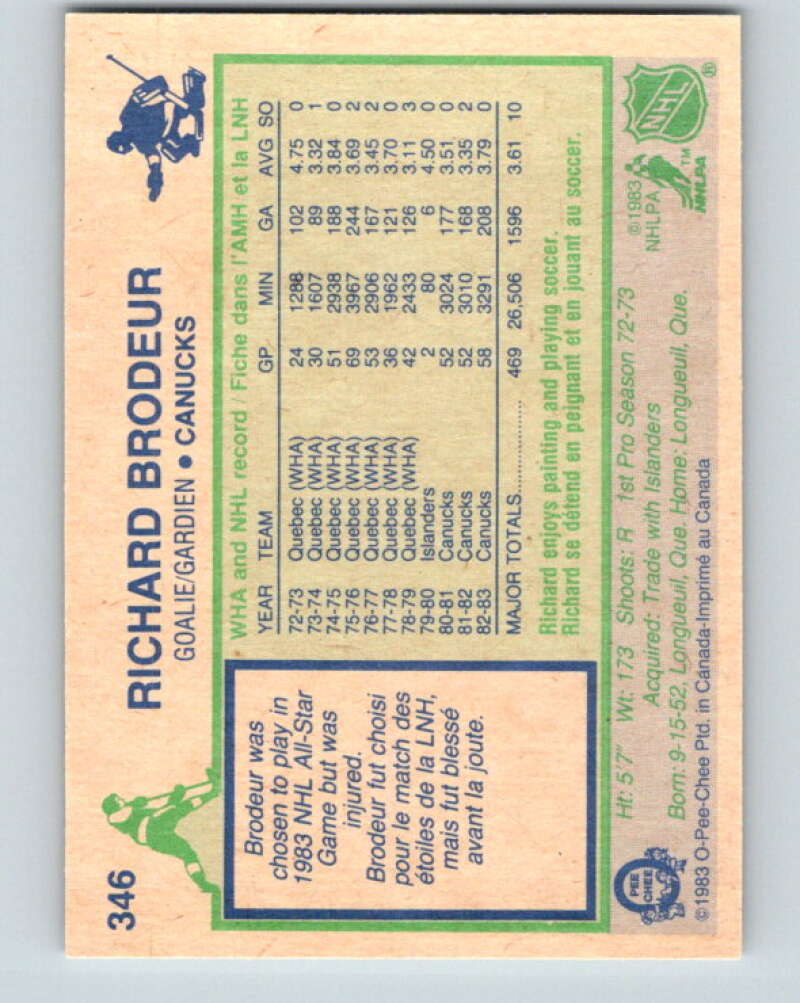 346
RICHARD BRODEUR
GOALIE/GARDIEN • CANUCKS
Brodeur was
chosen to play in
1983 NHL All-Star
Game but was
injured.
Brodeur fut choisi
pour le match des
étoiles de la LNH,
mais fut blessé
avant la joute.
WHA and NHL record / Fiche dans l'AMH et la LNH
YEAR TEAM GP MIN GA AVG SO
72-73 Quebec (WHA) 24 1288 102 4.75 0
73-74 Quebec (WHA) 30 1607 89 3.32 1
74-75 Quebec (WHA) 51 2938 188 3.84 0
75-76 Quebec (WHA) 69 3967 244 3.69 2
76-77 Quebec (WHA) 53 2906 167 3.45 2
77-78 Quebec (WHA) 36 1962 121 3.70 0
78-79 Quebec (WHA) 42 2433 126 3.11 3
79-80 Islanders 2 80 6 4.50 0
80-81 Canucks 52 3024 177 3.51 0
81-82 Canucks 52 3010 168 3.35 2
82-83 Canucks 58 3291 208 3.79 0
MAJOR TOTALS.................... 469 26,506 1596 3.61 10
Richard enjoys painting and playing soccer.
Richard se détend en peignant et en jouant au soccer.
Ht: 5'7" Wt: 173 Shoots: R 1st Pro Season 72-73
Acquired: Trade with Islanders
Born: 9-15-52, Longueuil, Que. Home: Longueuil, Que.
©1983 O-Pee-Chee Ptd. in Canada-Imprimé au Canada
O
PEE
CHEE
©1983
NHLPA
NHLPA
TM
NHL
®